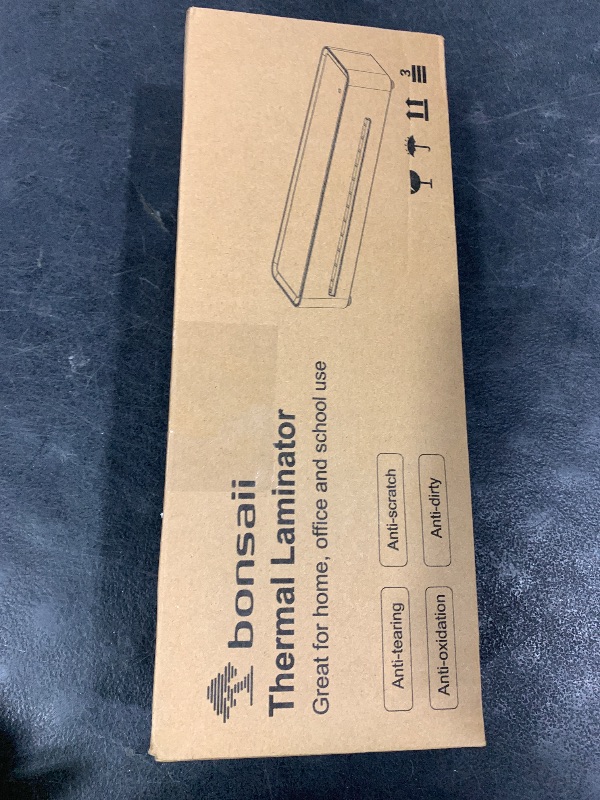 bonsaii
Thermal Laminator
Great for home, office and school use
Anti-tearing
Anti-scratch
Anti-oxidation
Anti-dirty
3